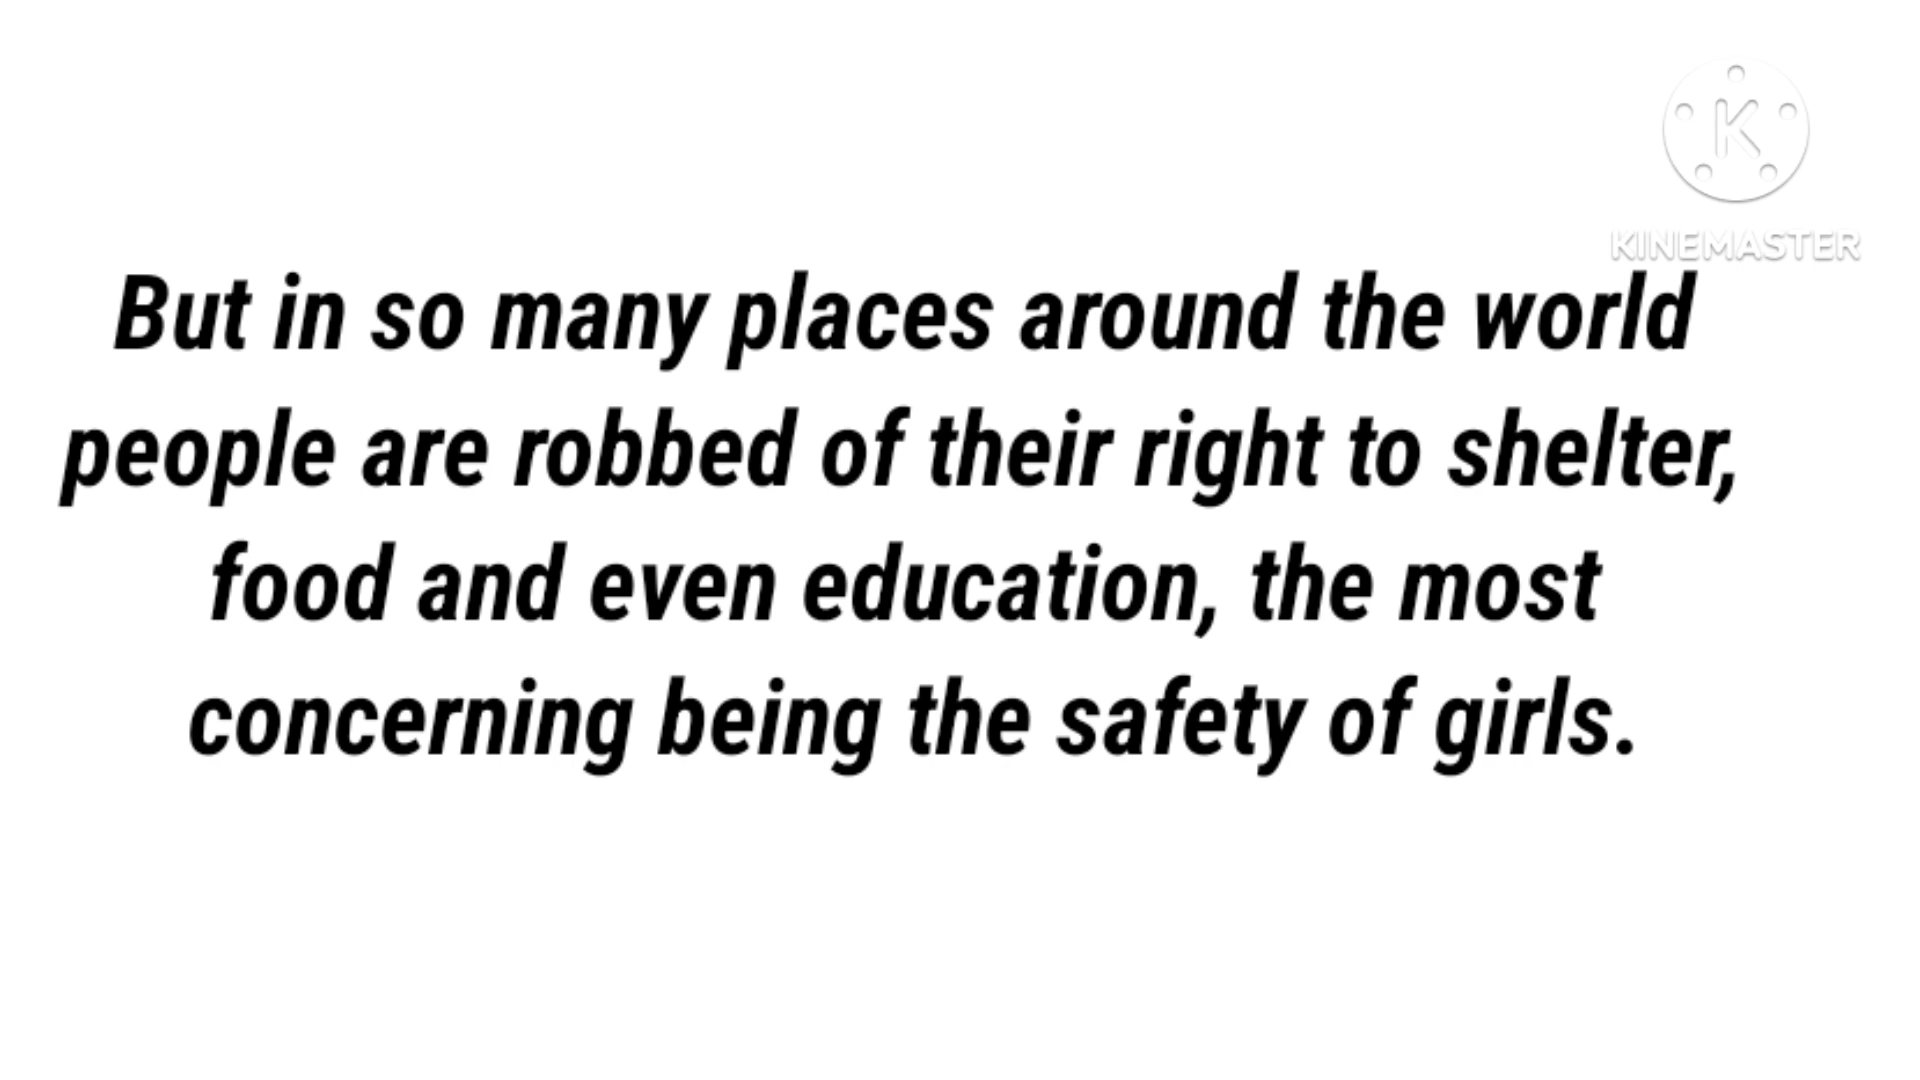 K
KINEMASTER
But in so many places around the world
people are robbed of their right to shelter,
food and even education, the most
concerning being the safety of girls.